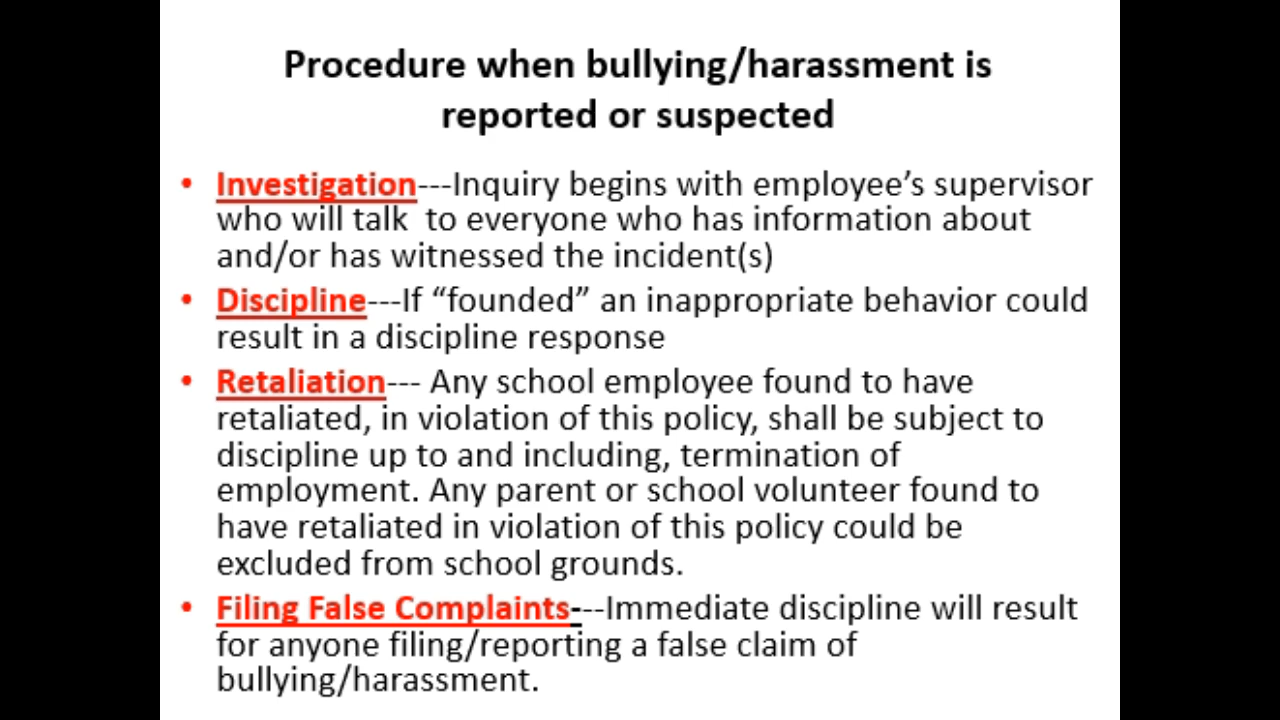 Procedure when bullying/harassment is
reported or suspected
• Investigation---Inquiry begins with employee’s supervisor
who will talk  to everyone who has information about
and/or has witnessed the incident(s)
• Discipline---If “founded” an inappropriate behavior could
result in a discipline response
• Retaliation--- Any school employee found to have
retaliated, in violation of this policy, shall be subject to
discipline up to and including, termination of
employment. Any parent or school volunteer found to
have retaliated in violation of this policy could be
excluded from school grounds.
• Filing False Complaints---Immediate discipline will result
for anyone filing/reporting a false claim of
bullying/harassment.